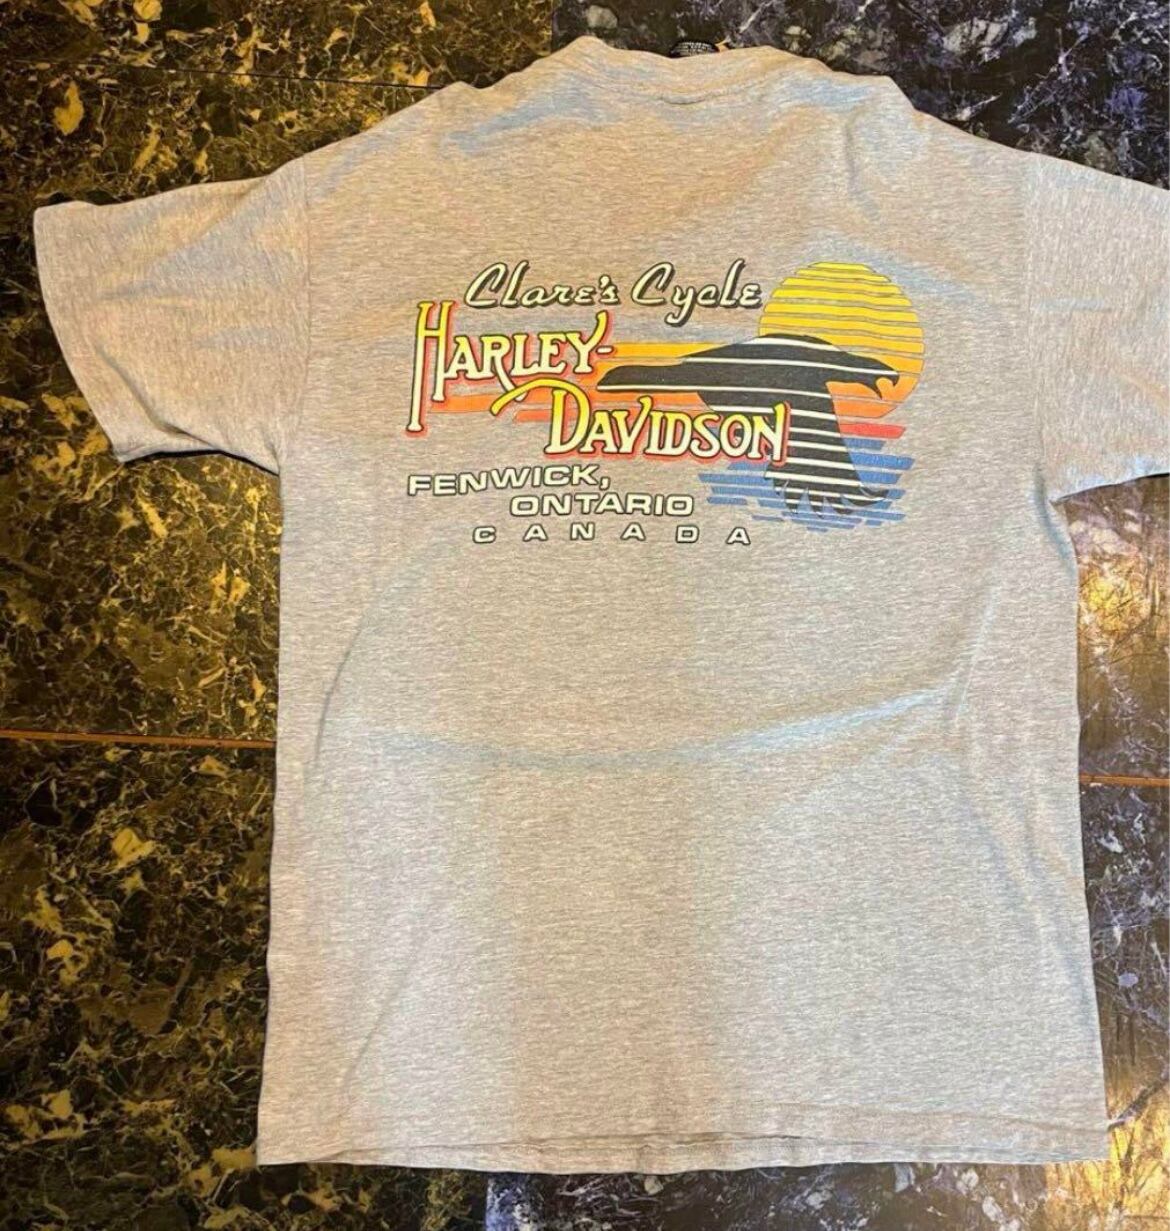 Clare's Cycle
HARLEY-
DAVIDSON
FENWICK,
ONTARIO
CANADA